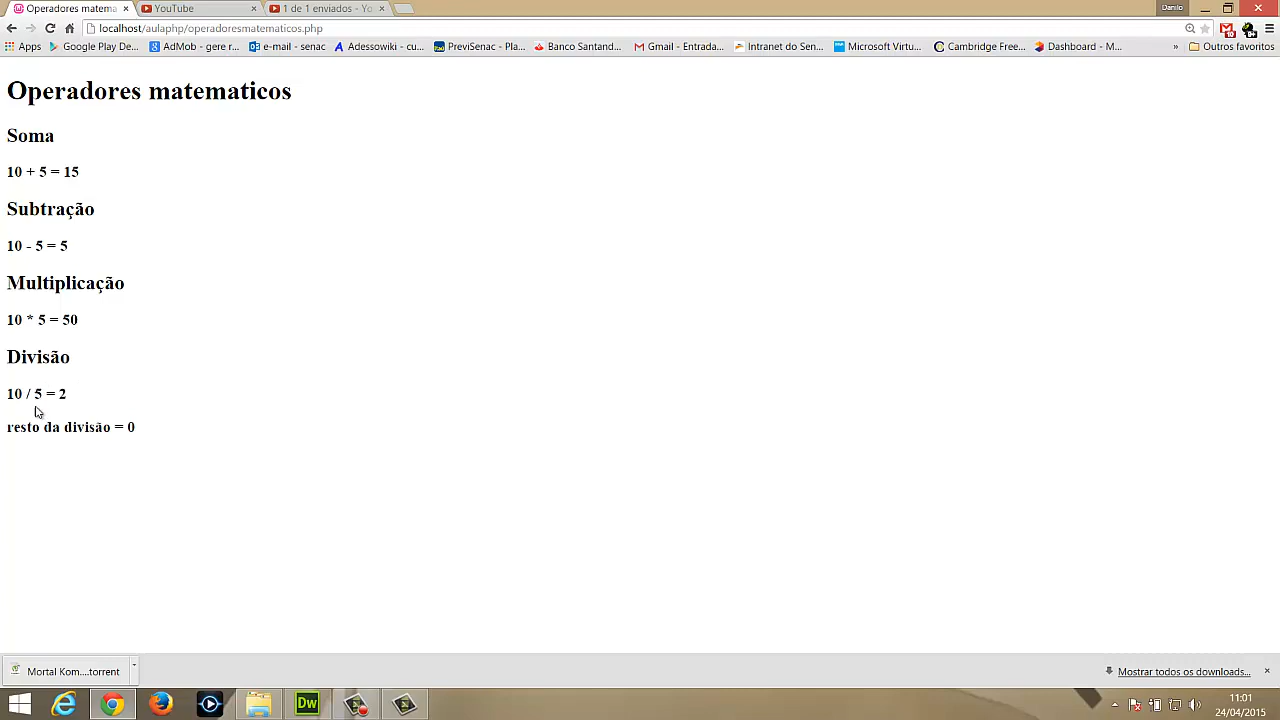 Operadores matema
YouTube
1 de 1 enviados - Yo
Danilo
localhost/aulaphp/operadoresmatematicos.php
Apps
Google Play De...
AdMob - gere r...
e-mail - senac
Adessowiki - cu...
PreviSenac - Pla...
Banco Santand...
Gmail - Entrada...
Intranet do Sen...
Microsoft Virtu...
Cambridge Free...
Dashboard - M...
»
Outros favoritos
Operadores matematicos
Soma
10 + 5 = 15
Subtração
10 - 5 = 5
Multiplicação
10 * 5 = 50
Divisão
10 / 5 = 2
resto da divisão = 0
Mortal Kom....torrent
Mostrar todos os downloads...
Dw
11:01
24/04/2015